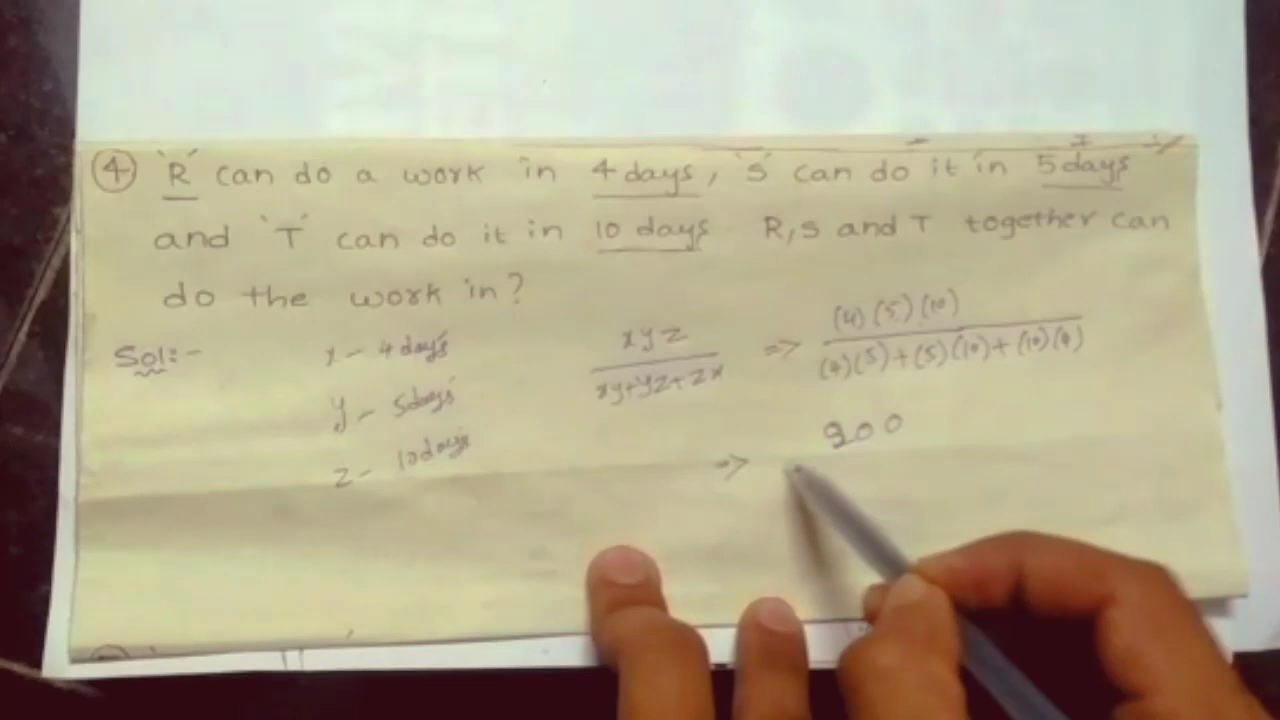 4 'R' can do a work in 4 days, 'S' can do it in 5 days
and 'T' can do it in 10 days. R,S and T together can
do the work in?
Sol:-
x - 4 days
y - 5 days
z - 10 days
xyz
xy+yz+zx
=> (4)(5)(10)
(4)(5)+(5)(10)+(10)(4)
=> 200